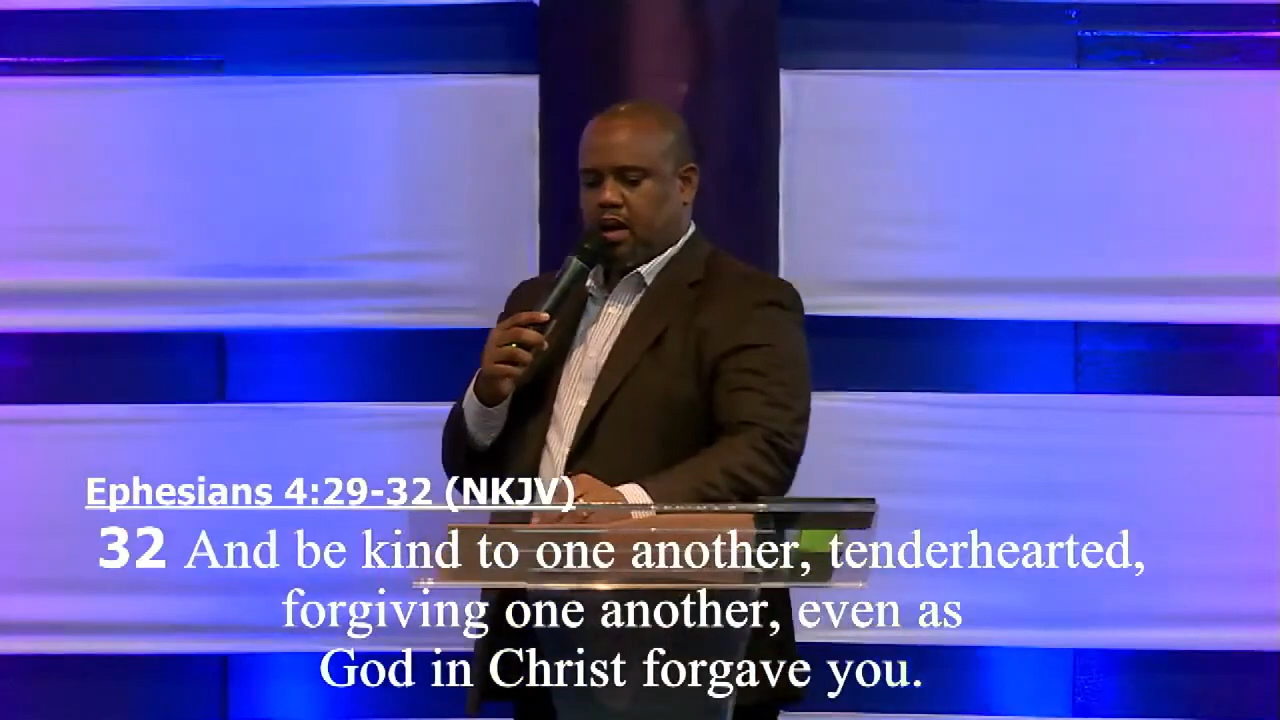 Ephesians 4:29-32 (NKJV)
32 And be kind to one another, tenderhearted,
forgiving one another, even as
God in Christ forgave you.